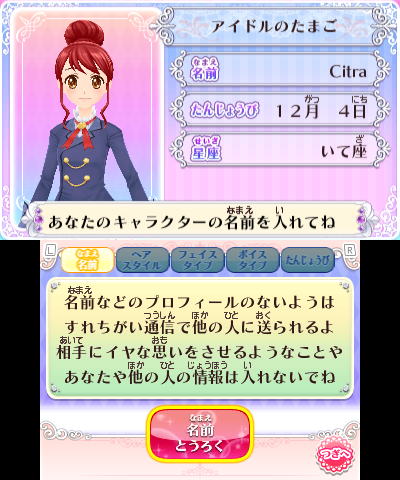 アイドルのたまご
なまえ
名前
Citra
がつ にち
たんじょうび
12月 4日
せいざ ざ
星座
いて座
なまえ い
あなたのキャラクターの名前を入れてね
L
R
なまえ
名前
ヘア
スタイル
フェイス
タイプ
ボイス
タイプ
たんじょうび
なまえ
名前などのプロフィールのないようは
つうしん ほか ひと おく
すれちがい通信で他の人に送られるよ
あいて おも
相手にイヤな思いをさせるようなことや
ほか ひと じょうほう い
あなたや他の人の情報は入れないでね
なまえ
名前
とうろく
つぎへ